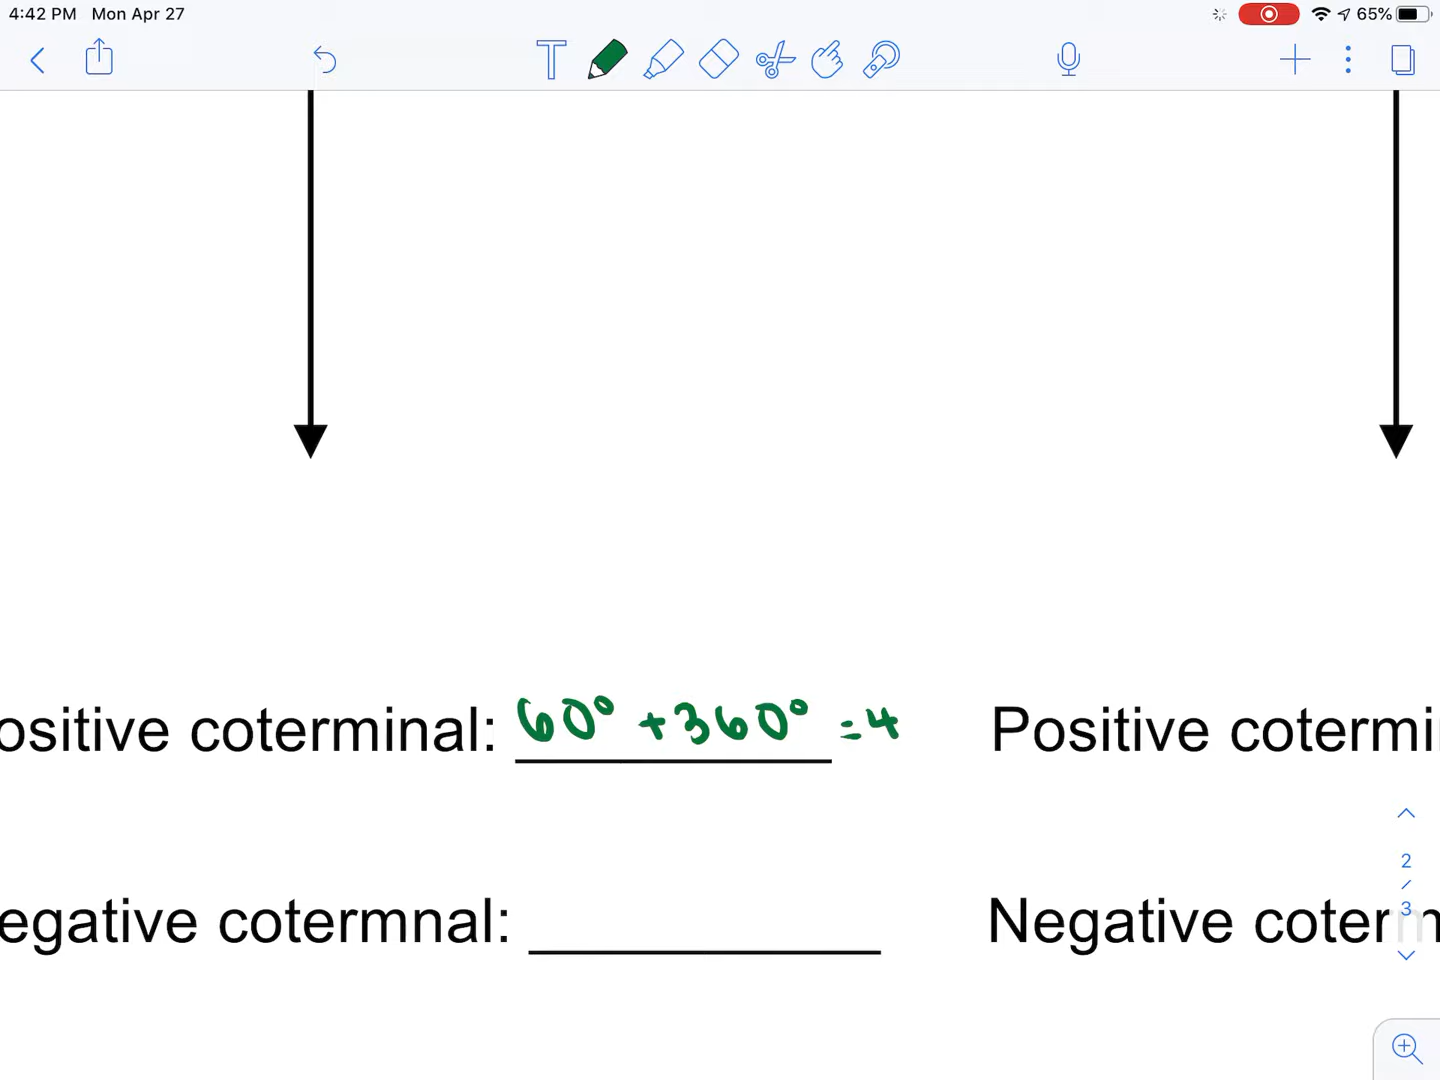 4:42 PM Mon Apr 27 65%
T
ositive coterminal: 60° + 360° = 4 Positive cotermi
2
/
3
egative cotermnal: Negative coterm